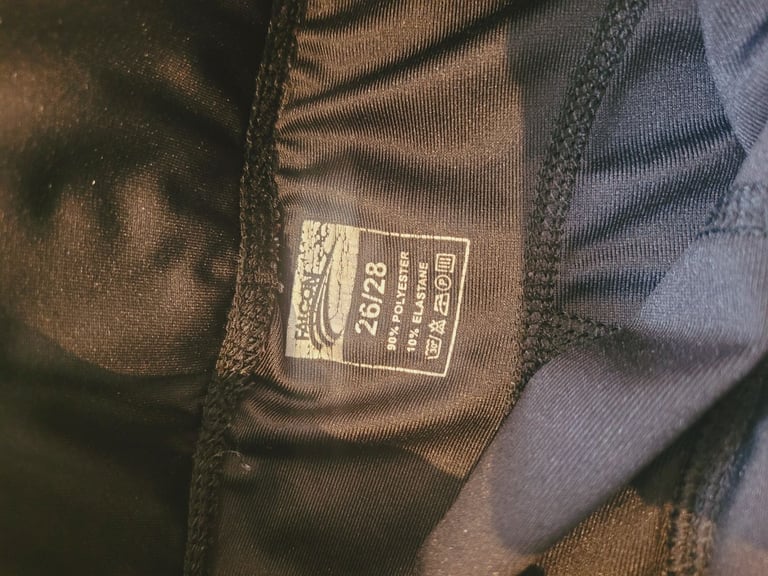 FALCON
26/28
90% POLYESTER
10% ELASTANE